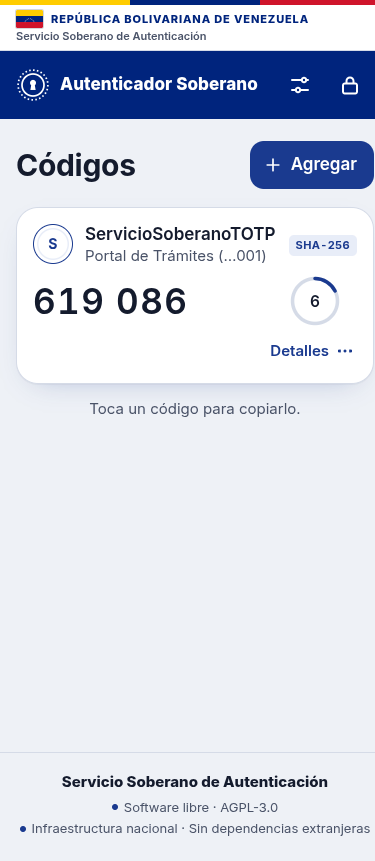 REPÚBLICA BOLIVARIANA DE VENEZUELA
Servicio Soberano de Autenticación
Autenticador Soberano
Códigos
Agregar
S
ServicioSoberanoTOTP
Portal de Trámites (...001)
SHA-256
619 086
6
Detalles
Toca un código para copiarlo.
Servicio Soberano de Autenticación
Software libre · AGPL-3.0
Infraestructura nacional · Sin dependencias extranjeras